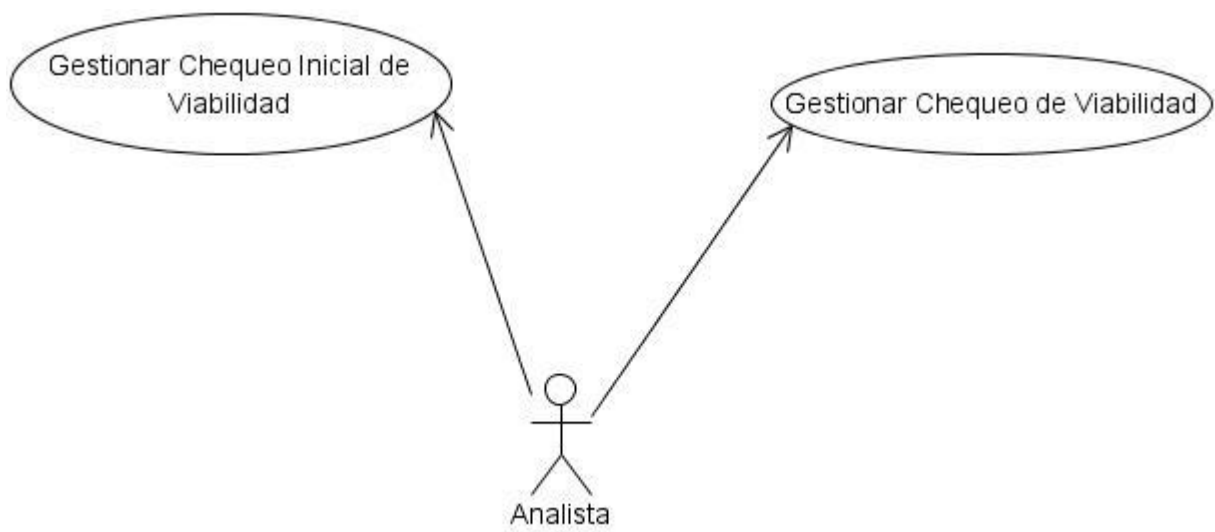 Gestionar Chequeo Inicial de
Viabilidad
Gestionar Chequeo de Viabilidad
Analista